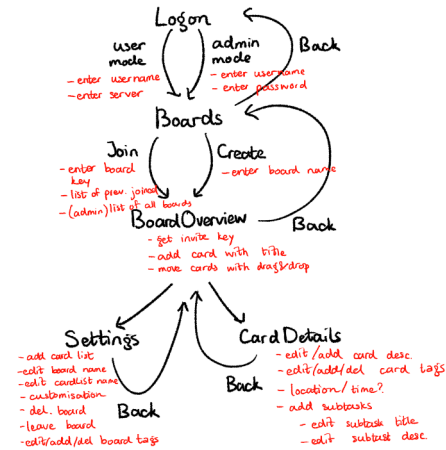 Logon
user mode
admin mode
Back
- enter username
- enter server
- enter username
- enter password
Boards
Join
Create
- enter board key
- list of prev. joined
- (admin) list of all boards
- enter board name
BoardOverview
Back
- get invite key
- add card with title
- move cards with drag&drop
Settings
- add card list
- edit board name
- edit cardlist name
- customisation
- del. board
- leave board
- edit/add/del board tags
Back
Card Details
Back
- edit/add card desc.
- edit/add/del card tags
- location/time?
- add subtasks
- edit subtask title
- edit subtask desc.